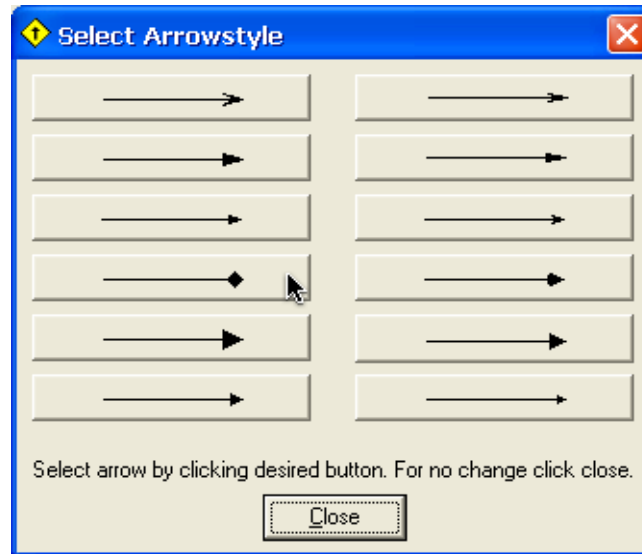 Select Arrowstyle
Select arrow by clicking desired button. For no change click close.
Close